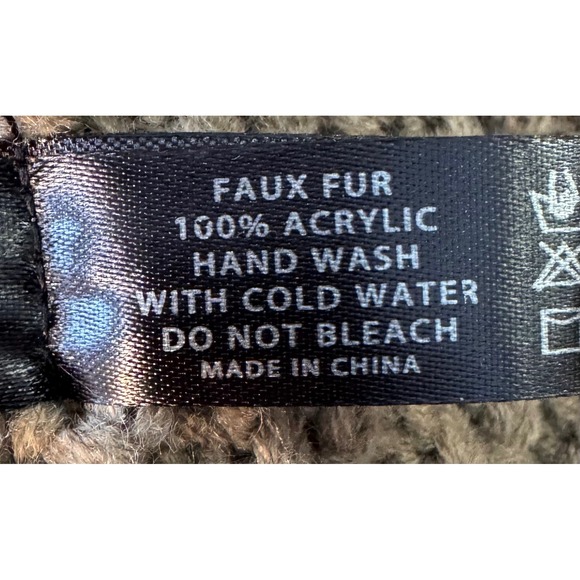 FAUX FUR
100% ACRYLIC
HAND WASH
WITH COLD WATER
DO NOT BLEACH
MADE IN CHINA